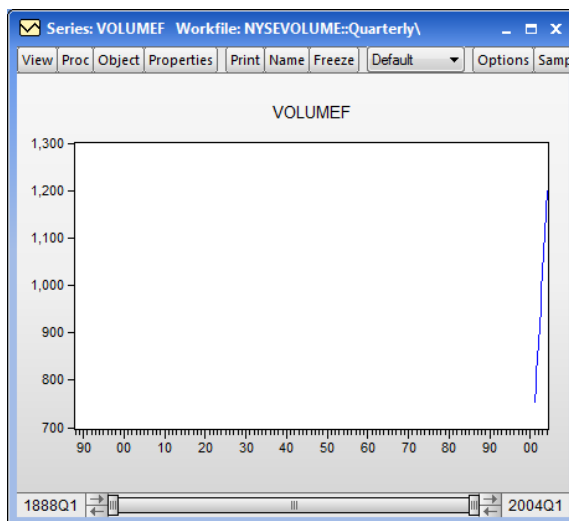 Series: VOLUMEF Workfile: NYSEVOLUME::Quarterly\
View Proc Object Properties Print Name Freeze Default Options Samp
VOLUMEF
1,300
1,200
1,100
1,000
900
800
700
90 00 10 20 30 40 50 60 70 80 90 00
1888Q1 2004Q1